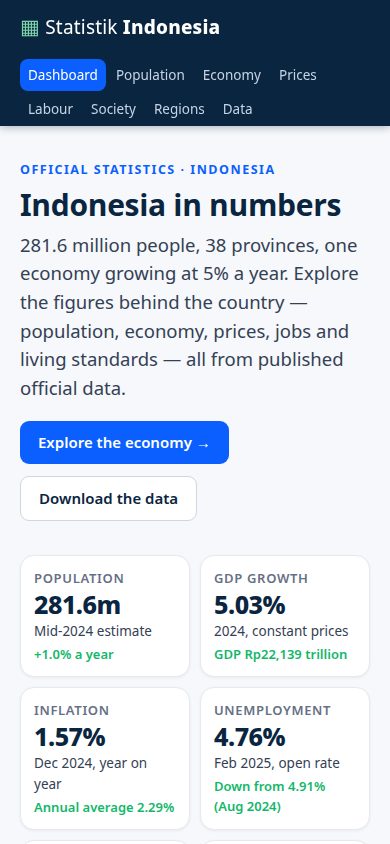 Statistik Indonesia
Dashboard Population Economy Prices
Labour Society Regions Data
OFFICIAL STATISTICS · INDONESIA
Indonesia in numbers
281.6 million people, 38 provinces, one
economy growing at 5% a year. Explore
the figures behind the country —
population, economy, prices, jobs and
living standards — all from published
official data.
Explore the economy →
Download the data
POPULATION
281.6m
Mid-2024 estimate
+1.0% a year
GDP GROWTH
5.03%
2024, constant prices
GDP Rp22,139 trillion
INFLATION
1.57%
Dec 2024, year on
year
Annual average 2.29%
UNEMPLOYMENT
4.76%
Feb 2025, open rate
Down from 4.91%
(Aug 2024)